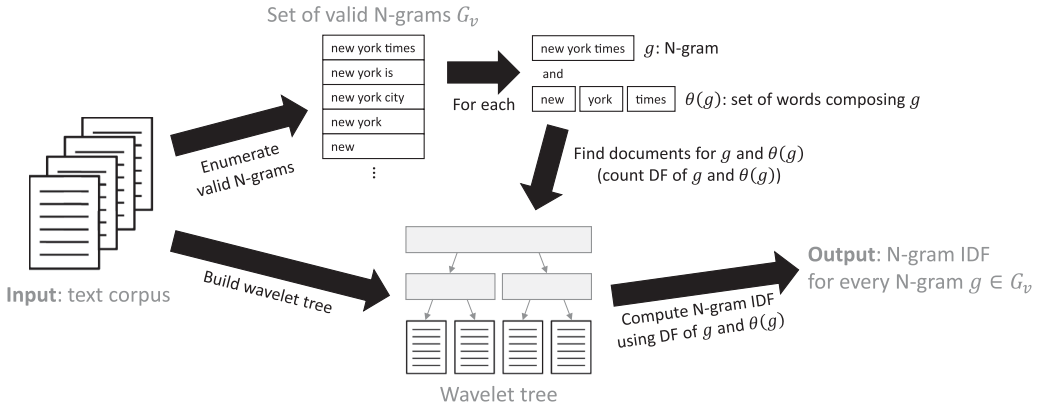 Set of valid N-grams Gᵥ
new york times
new york is
new york city
new york
new
⋮
For each
new york times
g: N-gram
and
new york times
θ(g): set of words composing g
Enumerate
valid N-grams
Find documents for g and θ(g)
(count DF of g and θ(g))
Input: text corpus
Build wavelet tree
Wavelet tree
Compute N-gram IDF
using DF of g and θ(g)
Output: N-gram IDF
for every N-gram g ∈ Gᵥ